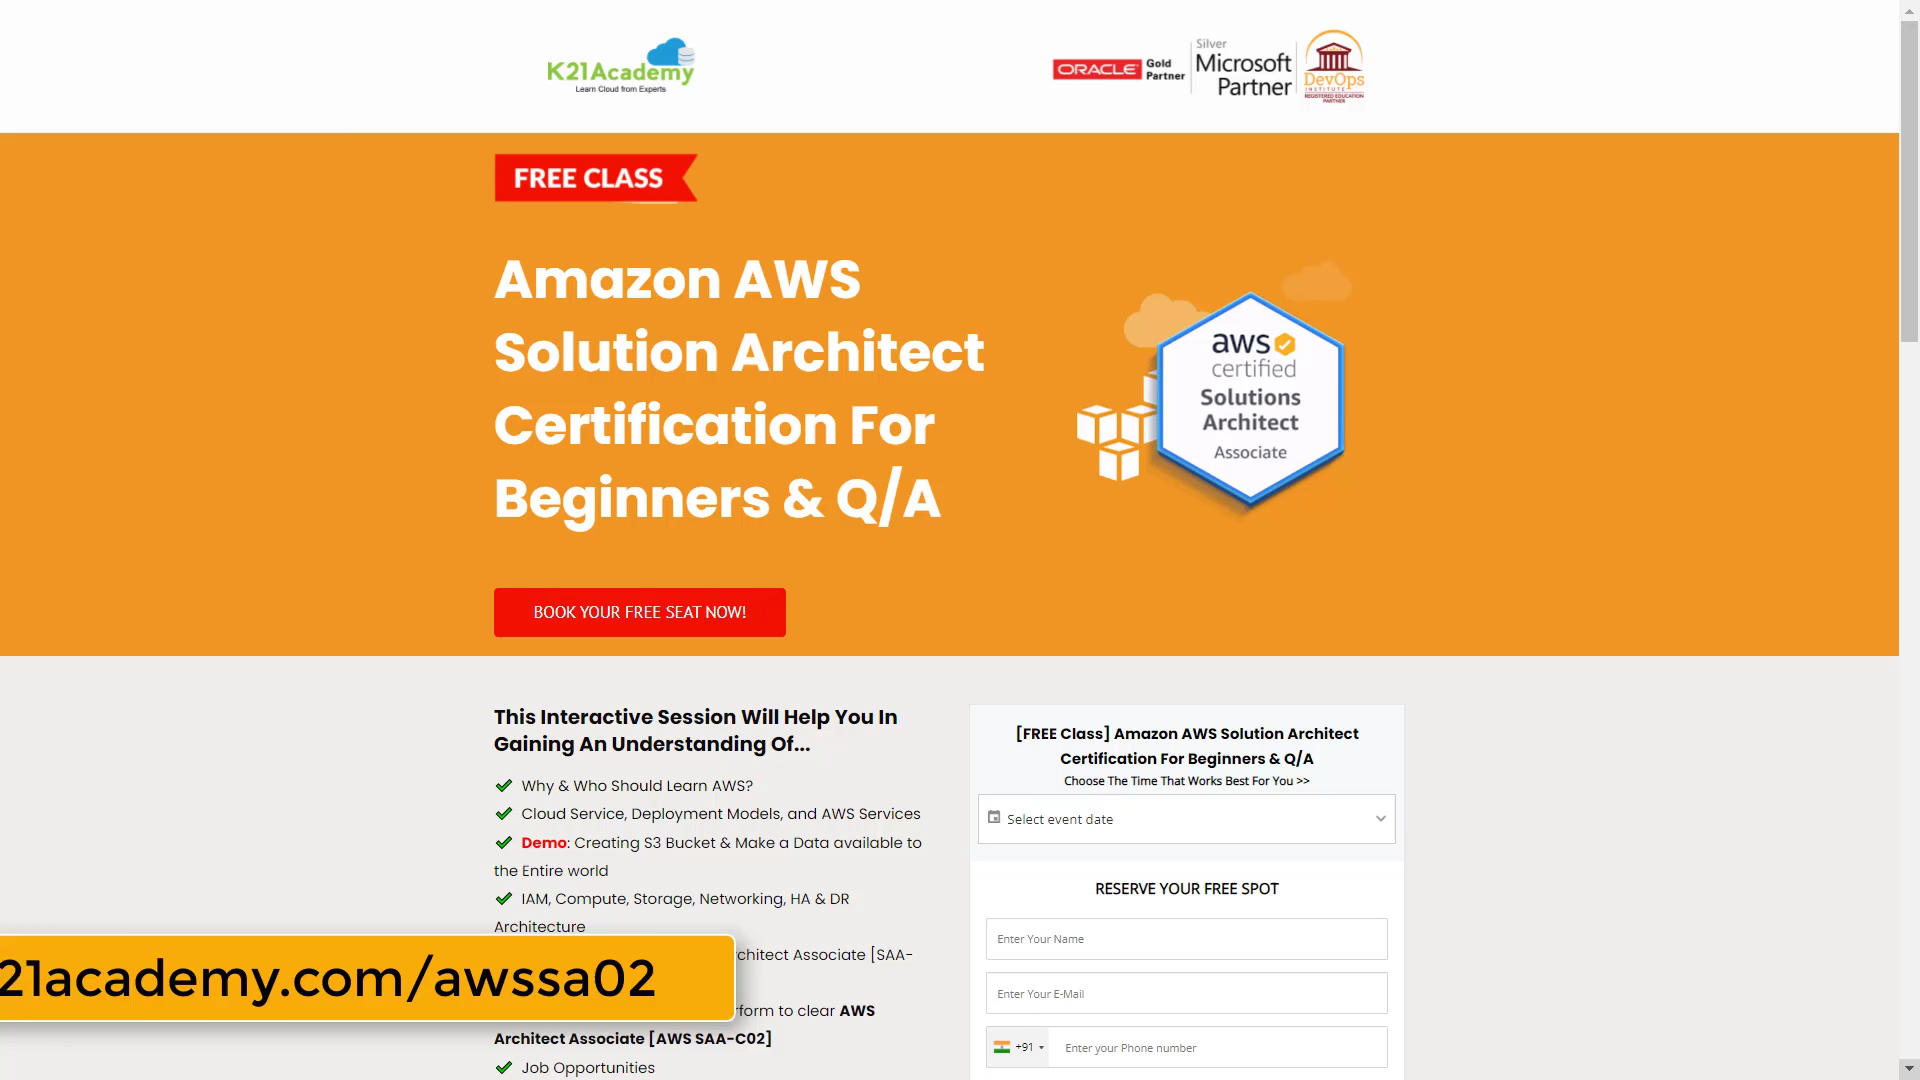 K21Academy
Learn Cloud from Experts
ORACLE Gold Partner
Silver Microsoft Partner
DevOps
INSTITUTE
REGISTERED EDUCATION
PARTNER
FREE CLASS
Amazon AWS
Solution Architect
Certification For
Beginners & Q/A
aws
certified
Solutions
Architect
Associate
BOOK YOUR FREE SEAT NOW!
This Interactive Session Will Help You In
Gaining An Understanding Of...
Why & Who Should Learn AWS?
Cloud Service, Deployment Models, and AWS Services
Demo: Creating S3 Bucket & Make a Data available to
the Entire world
IAM, Compute, Storage, Networking, HA & DR
Architecture
chitect Associate [SAA-
form to clear AWS
Architect Associate [AWS SAA-C02]
Job Opportunities
21academy.com/awssa02
[FREE Class] Amazon AWS Solution Architect
Certification For Beginners & Q/A
Choose The Time That Works Best For You >>
Select event date
RESERVE YOUR FREE SPOT
Enter Your Name
Enter Your E-Mail
+91 Enter your Phone number